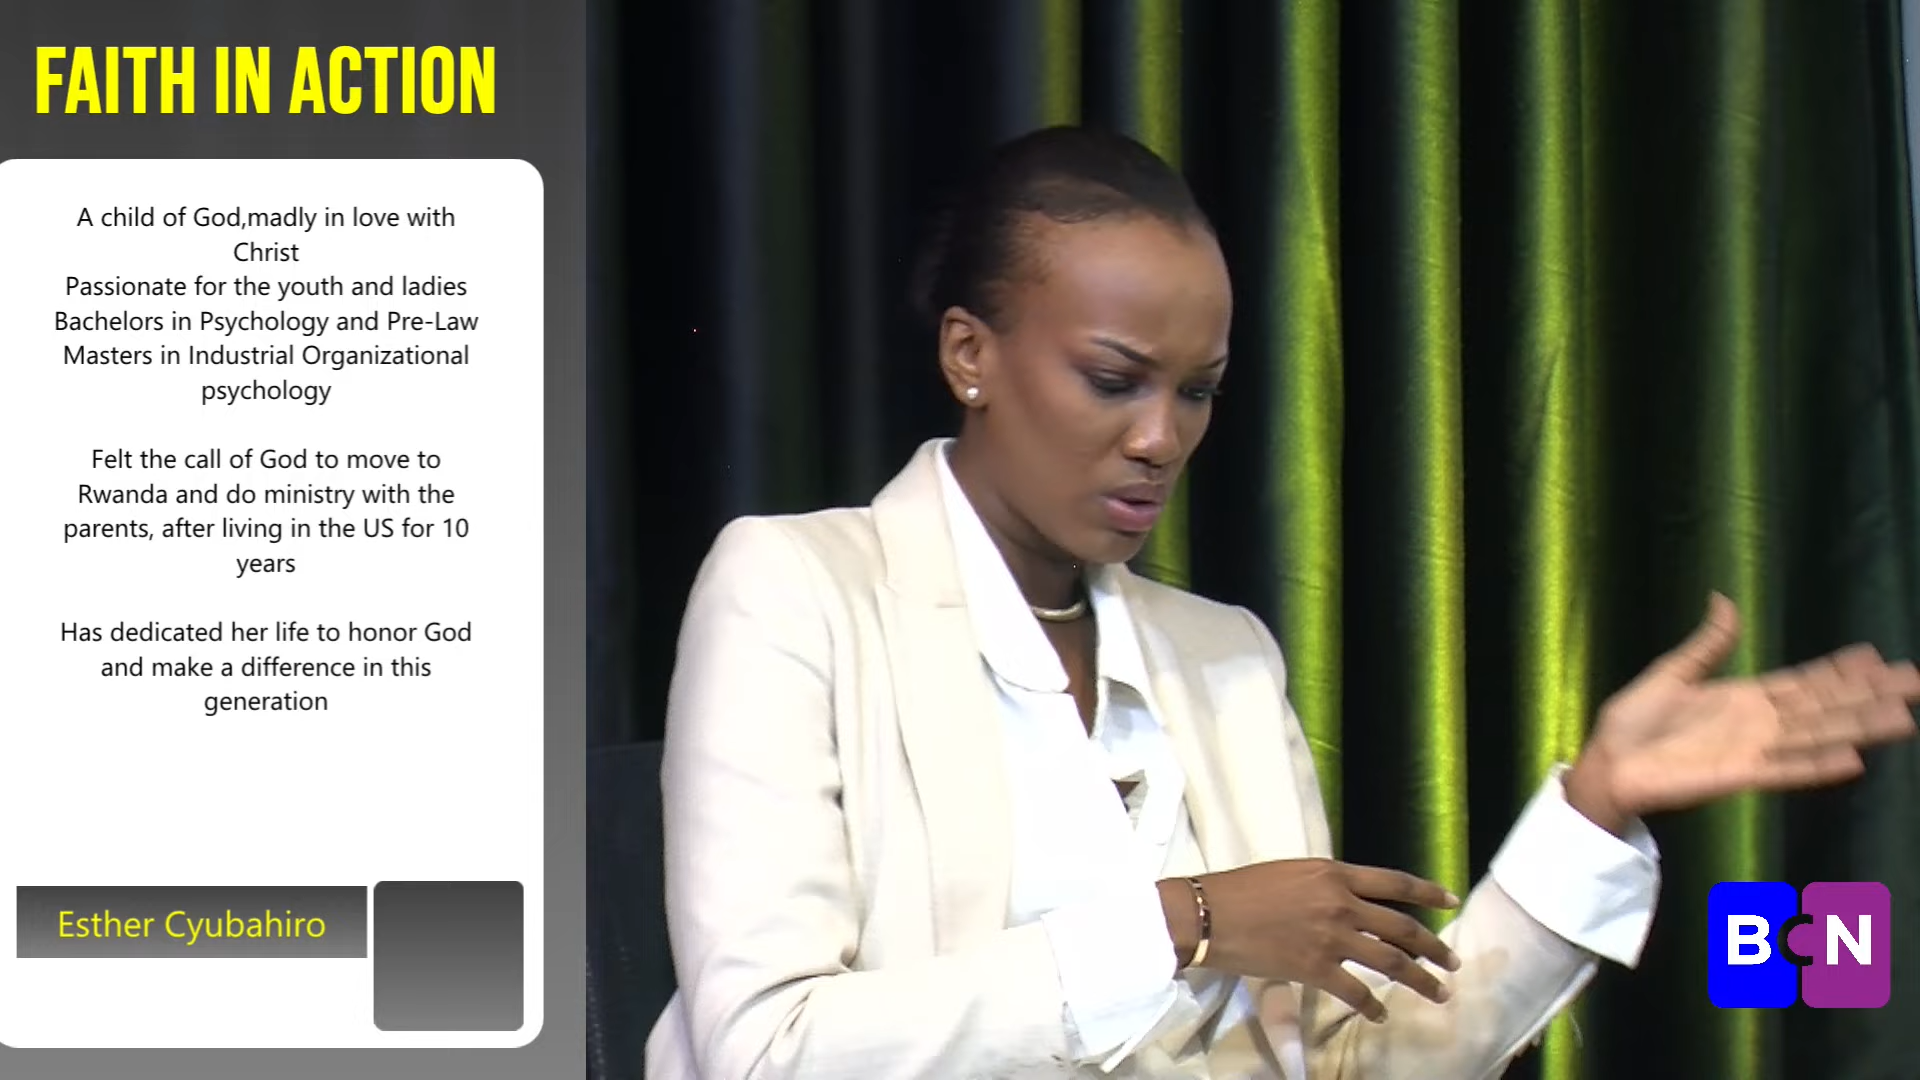 FAITH IN ACTION
A child of God,madly in love with
Christ
Passionate for the youth and ladies
Bachelors in Psychology and Pre-Law
Masters in Industrial Organizational
psychology
Felt the call of God to move to
Rwanda and do ministry with the
parents, after living in the US for 10
years
Has dedicated her life to honor God
and make a difference in this
generation
Esther Cyubahiro
BCN